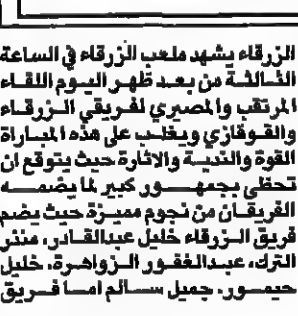 الزرقاء يشهد ملعب الزرقاء في الساعة
الثالثة من بعد ظهر اليوم اللقاء
المرتقب والمصيري لفريقي الزرقاء
والقوقازي ويغلب على هذه المباراة
القوة والندية والاثارة حيث يتوقع ان
تحظى بجمهور كبير لما يضمه
الفريقان من نجوم مميزة حيث يضم
فريق الزرقاء خليل عبدالقادر، منذر
الترك، عبدالغفور الزواهرة، خليل
حيمور، جميل سالم اما فريق